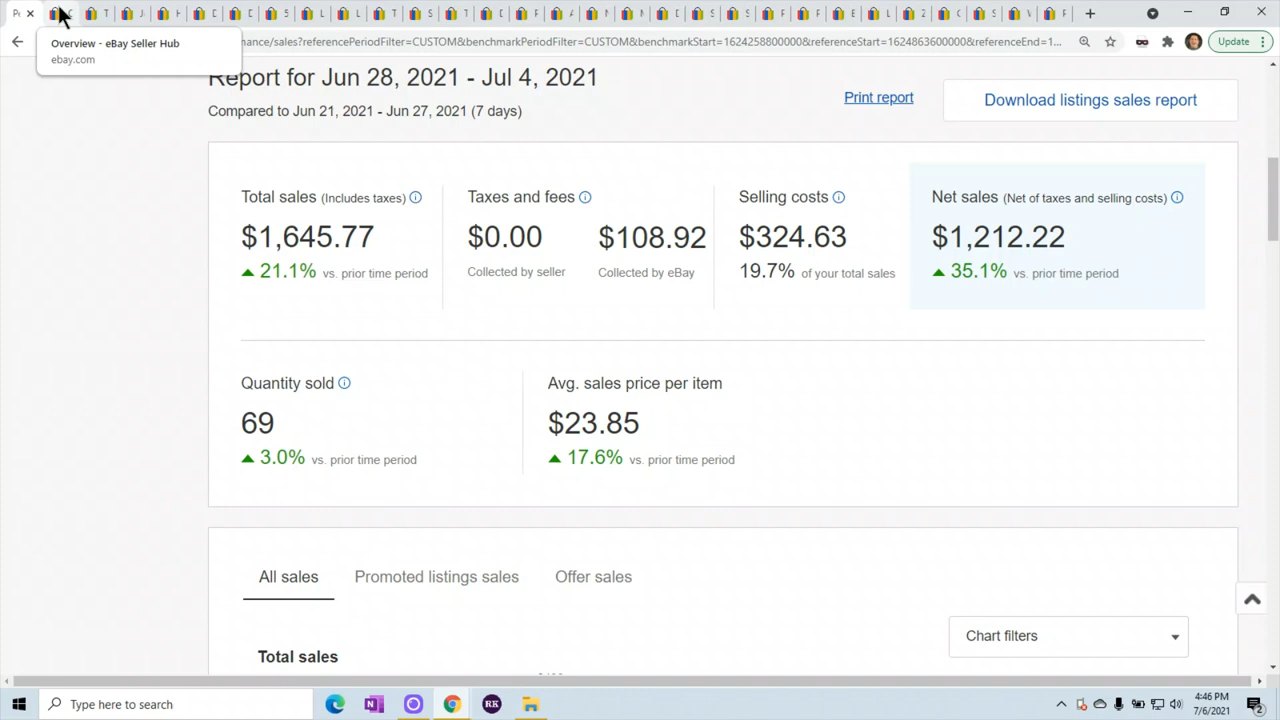 Overview - eBay Seller Hub
ebay.com
nance/sales?referencePeriodFilter=CUSTOM&benchmarkPeriodFilter=CUSTOM&benchmarkStart=1624258800000&referenceStart=1624863600000&referenceEnd=1...
Update
Report for Jun 28, 2021 - Jul 4, 2021
Compared to Jun 21, 2021 - Jun 27, 2021 (7 days)
Print report
Download listings sales report
Total sales (Includes taxes)
$1,645.77
21.1% vs. prior time period
Taxes and fees
$0.00
Collected by seller
$108.92
Collected by eBay
Selling costs
$324.63
19.7% of your total sales
Net sales (Net of taxes and selling costs)
$1,212.22
35.1% vs. prior time period
Quantity sold
69
3.0% vs. prior time period
Avg. sales price per item
$23.85
17.6% vs. prior time period
All sales
Promoted listings sales
Offer sales
Chart filters
Total sales
Type here to search
RK
4:46 PM
7/6/2021
2